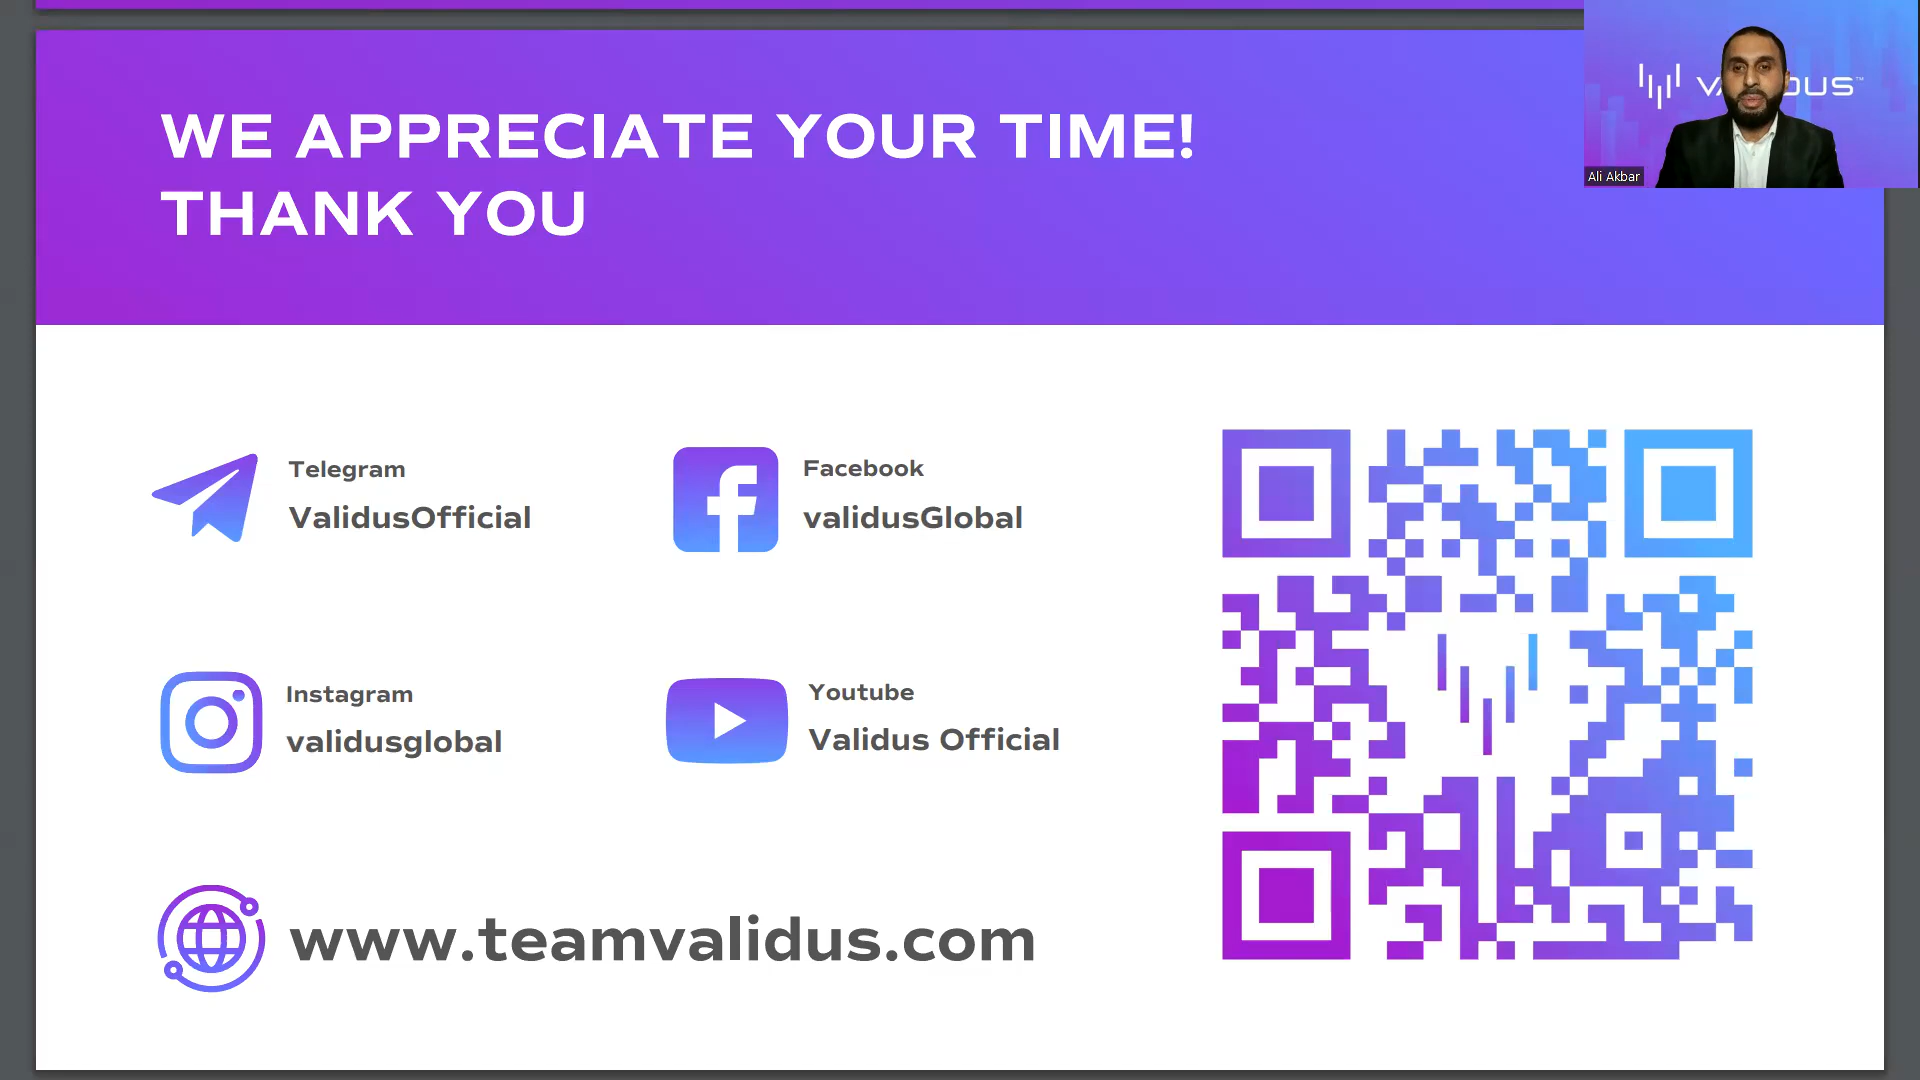 WE APPRECIATE YOUR TIME!
THANK YOU
Ali Akbar
Telegram
ValidusOfficial
Facebook
validusGlobal
Instagram
validusglobal
Youtube
Validus Official
www.teamvalidus.com